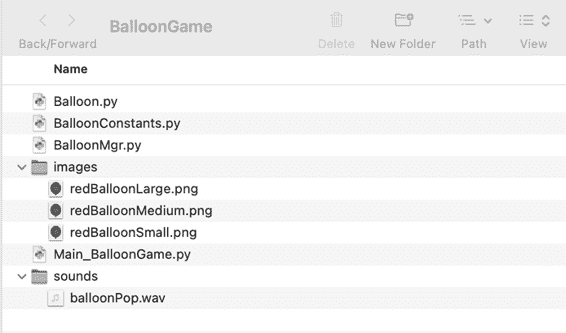 BalloonGame
Back/Forward Delete New Folder Path View
Name
Balloon.py
BalloonConstants.py
BalloonMgr.py
images
redBalloonLarge.png
redBalloonMedium.png
redBalloonSmall.png
Main_BalloonGame.py
sounds
balloonPop.wav